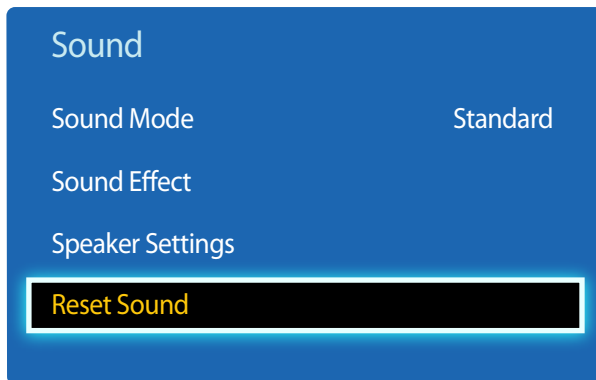 Sound
Sound Mode Standard
Sound Effect
Speaker Settings
Reset Sound